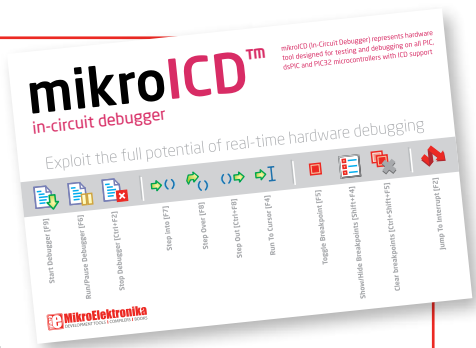 mikroICD™
in-circuit debugger
mikroICD (In-Circuit Debugger) represents hardware
tool designed for testing and debugging on all PIC,
dsPIC and PIC32 microcontrollers with ICD support
Exploit the full potential of real-time hardware debugging
Start Debugger [F9]
Run/Pause Debugger [F6]
Stop Debugger [Ctrl+F2]
Step Into [F7]
Step Over [F8]
Step Out [Ctrl+F8]
Run To Cursor [F4]
Toggle Breakpoint [F5]
Show/Hide Breakpoints [Shift+F4]
Clear breakpoints [Ctrl+Shift+F5]
Jump To Interrupt [F2]
MikroElektronika
DEVELOPMENT TOOLS | COMPILERS | BOOKS